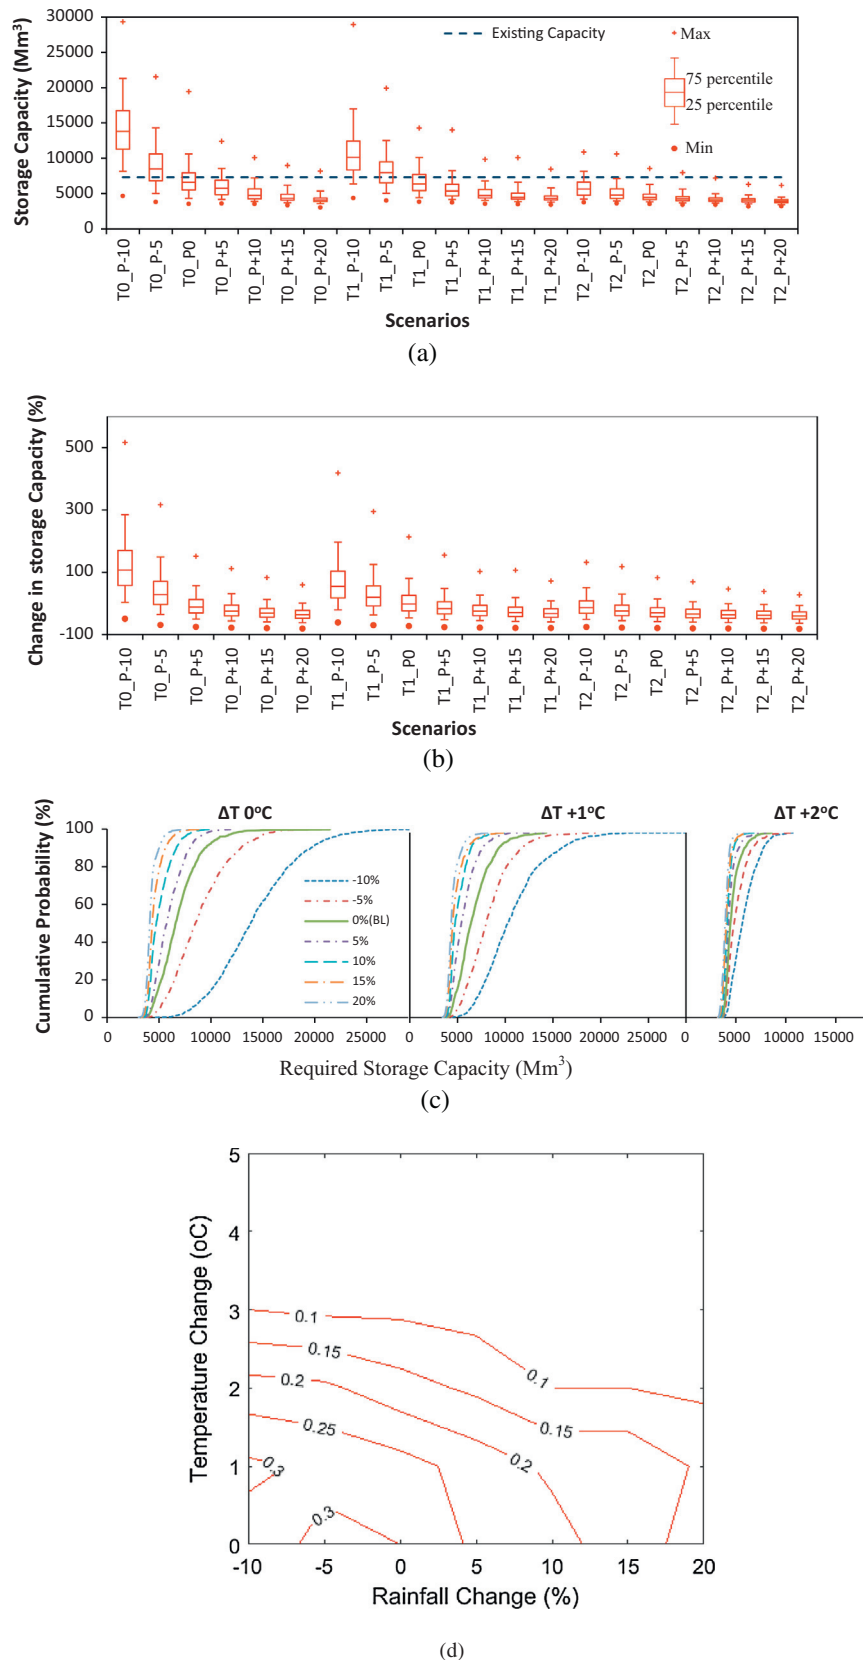 30000
25000
20000
15000
10000
5000
0
Storage Capacity (Mm³)
Existing Capacity
Max
75 percentile
25 percentile
Min
T0_P-10
T0_P-5
T0_P0
T0_P+5
T0_P+10
T0_P+15
T0_P+20
T1_P-10
T1_P-5
T1_P0
T1_P+5
T1_P+10
T1_P+15
T1_P+20
T2_P-10
T2_P-5
T2_P0
T2_P+5
T2_P+10
T2_P+15
T2_P+20
Scenarios
(a)
Change in storage Capacity (%)
500
300
100
-100
T0_P-10
T0_P-5
T0_P+5
T0_P+10
T0_P+15
T0_P+20
T1_P-10
T1_P-5
T1_P0
T1_P+5
T1_P+10
T1_P+15
T1_P+20
T2_P-10
T2_P-5
T2_P0
T2_P+5
T2_P+10
T2_P+15
T2_P+20
Scenarios
(b)
ΔT 0°C ΔT +1°C ΔT +2°C
Cumulative Probability (%)
100
80
60
40
20
0
-10%
-5%
0%(BL)
5%
10%
15%
20%
0 5000 10000 15000 20000 25000 0 5000 10000 15000 20000 25000 0 5000 10000 15000
Required Storage Capacity (Mm³)
(c)
Temperature Change (oC)
5
4
3
2
1
0
0.1
0.15
0.1
0.2
0.25
0.15
0.2
0.3
0.3
-10 -5 0 5 10 15 20
Rainfall Change (%)
(d)